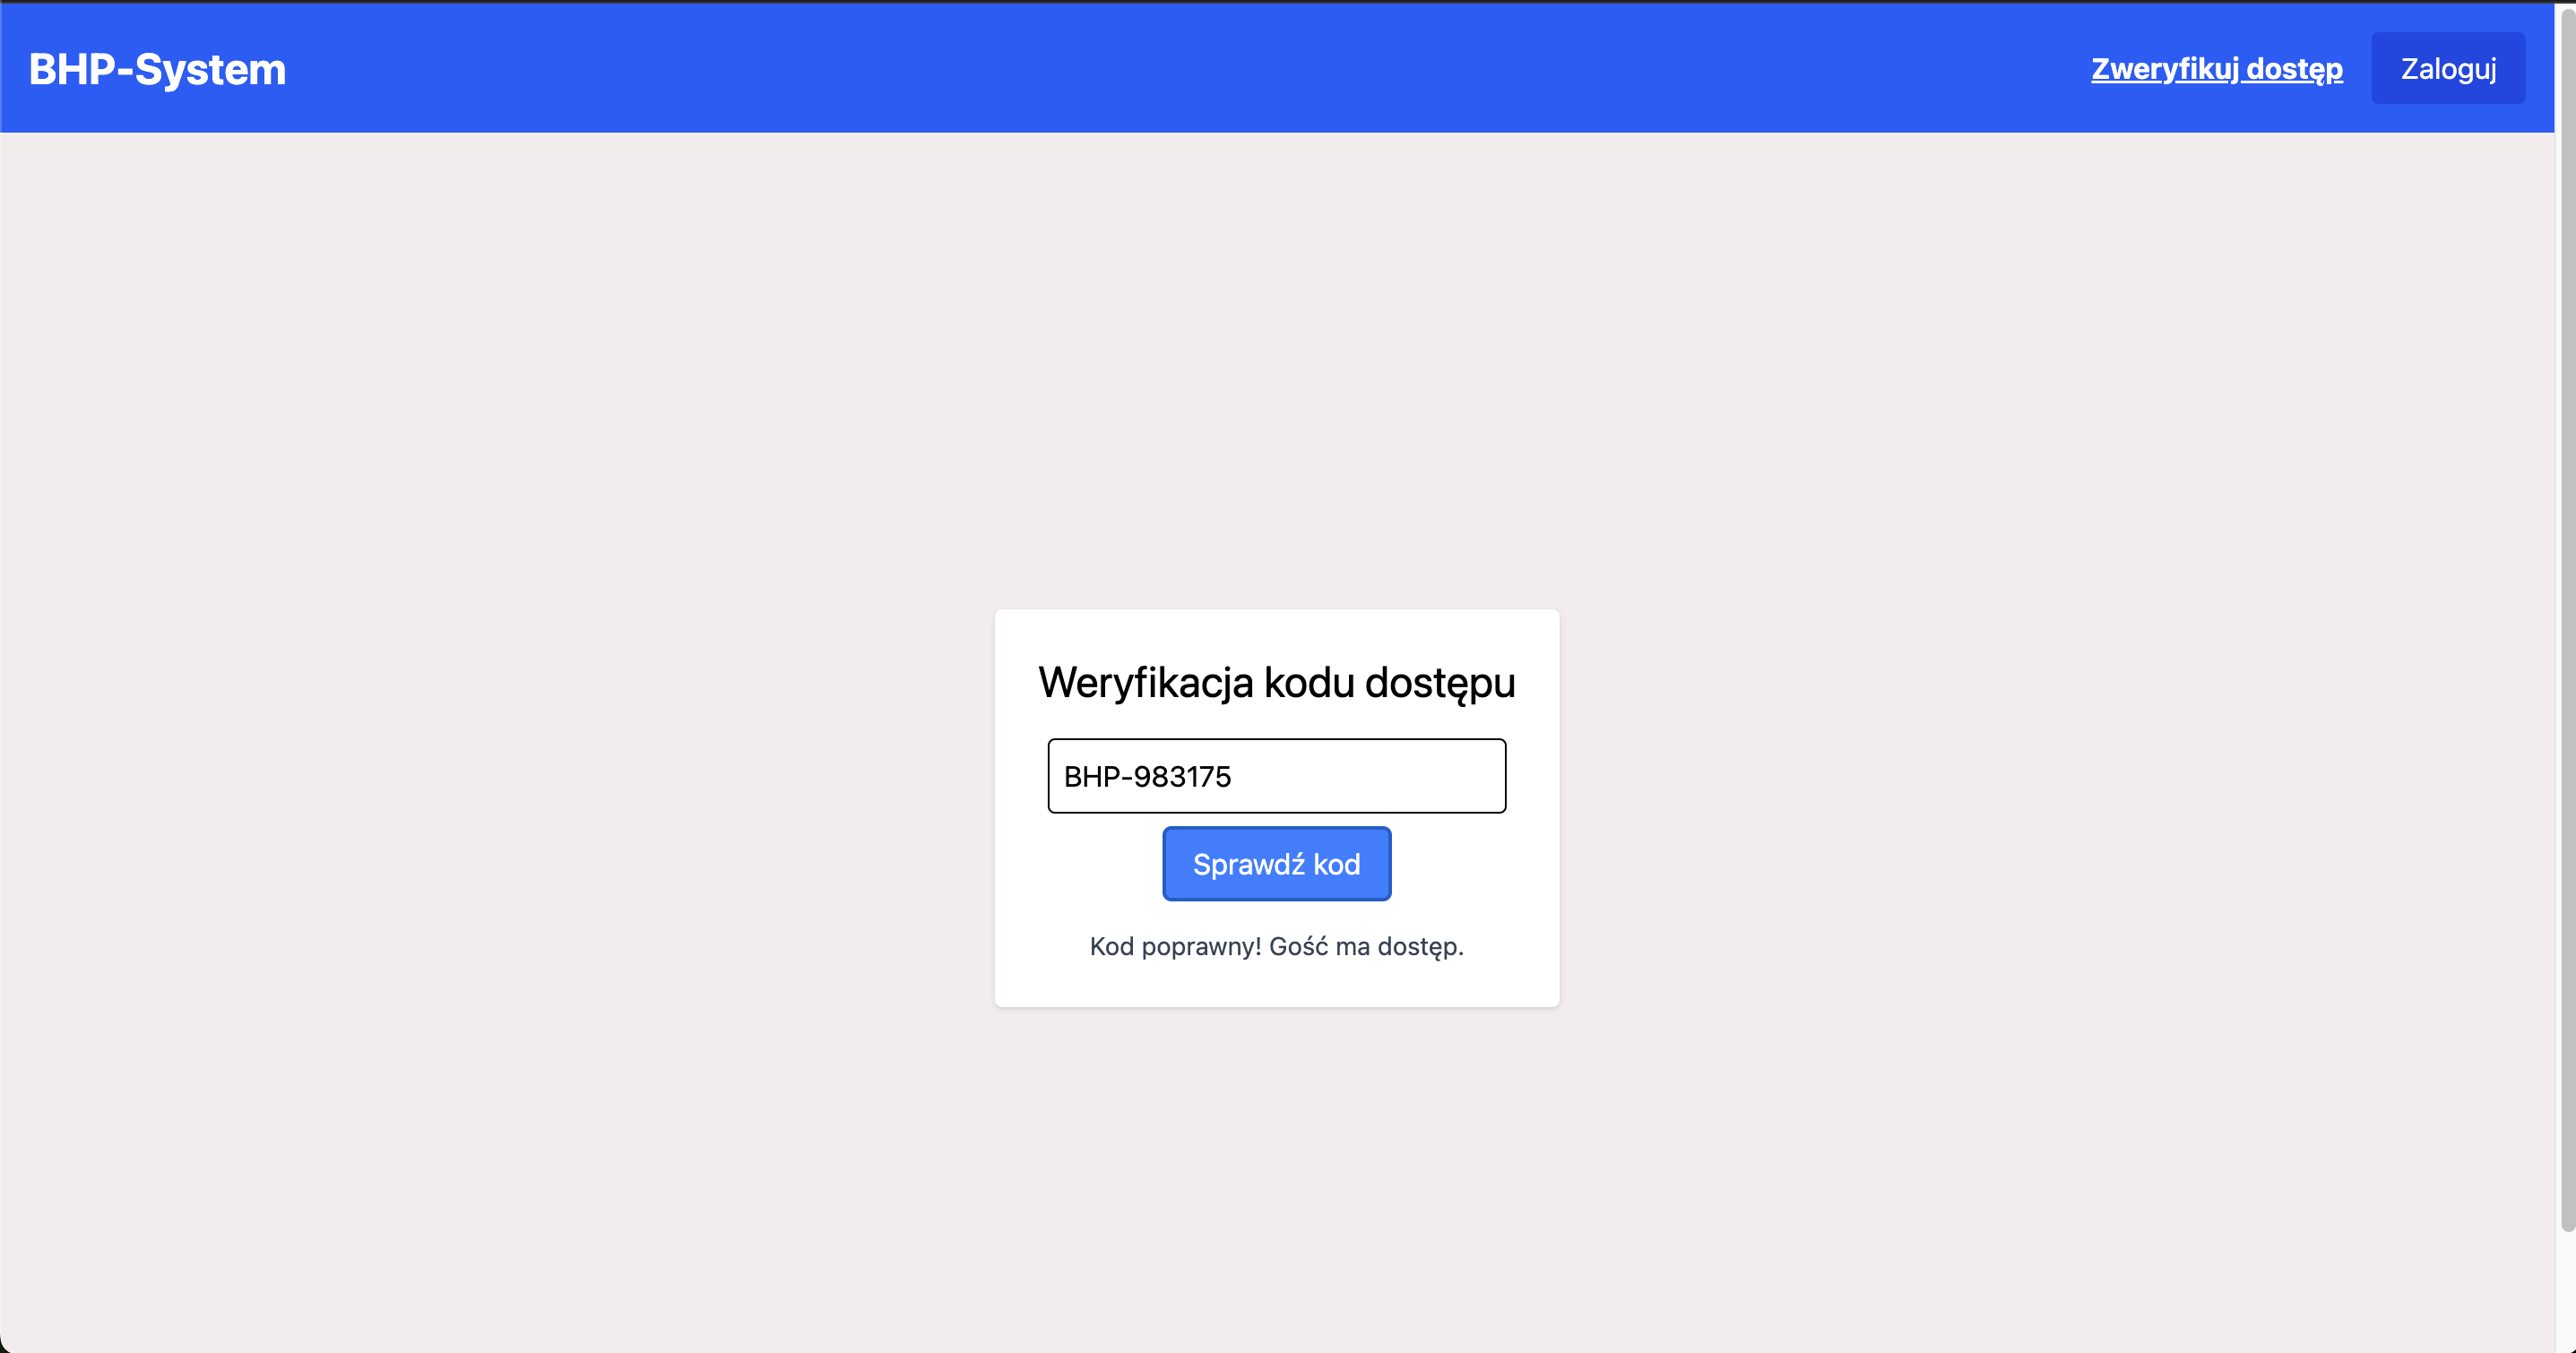 BHP-System
Zweryfikuj dostęp
Zaloguj
Weryfikacja kodu dostępu
BHP-983175
Sprawdź kod
Kod poprawny! Gość ma dostęp.